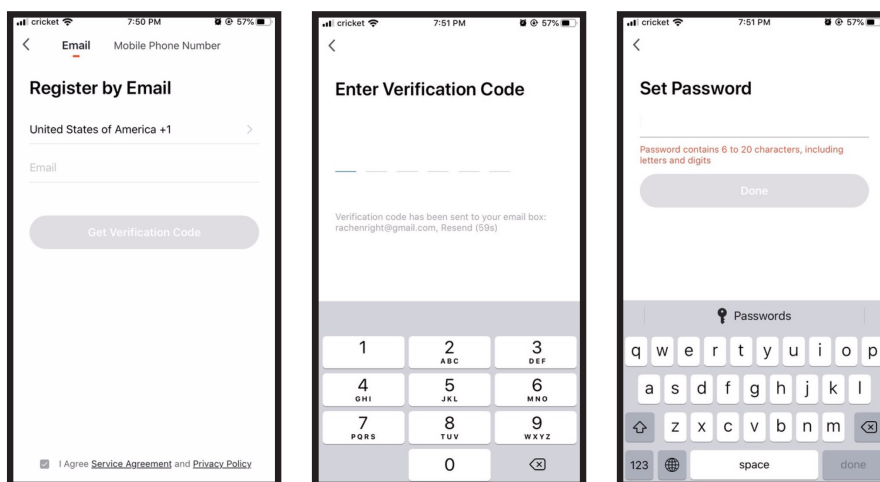 cricket 7:50 PM 57%
Email Mobile Phone Number
Register by Email
United States of America +1
Email
Get Verification Code
I Agree Service Agreement and Privacy Policy
cricket 7:51 PM 57%
Enter Verification Code
Verification code has been sent to your email box:
rachenright@gmail.com, Resend (59s)
1 2 3
ABC DEF
4 5 6
GHI JKL MNO
7 8 9
PQRS TUV WXYZ
0
cricket 7:51 PM 57%
Set Password
Password contains 6 to 20 characters, including
letters and digits
Done
Passwords
q w e r t y u i o p
a s d f g h j k l
z x c v b n m
123 space done